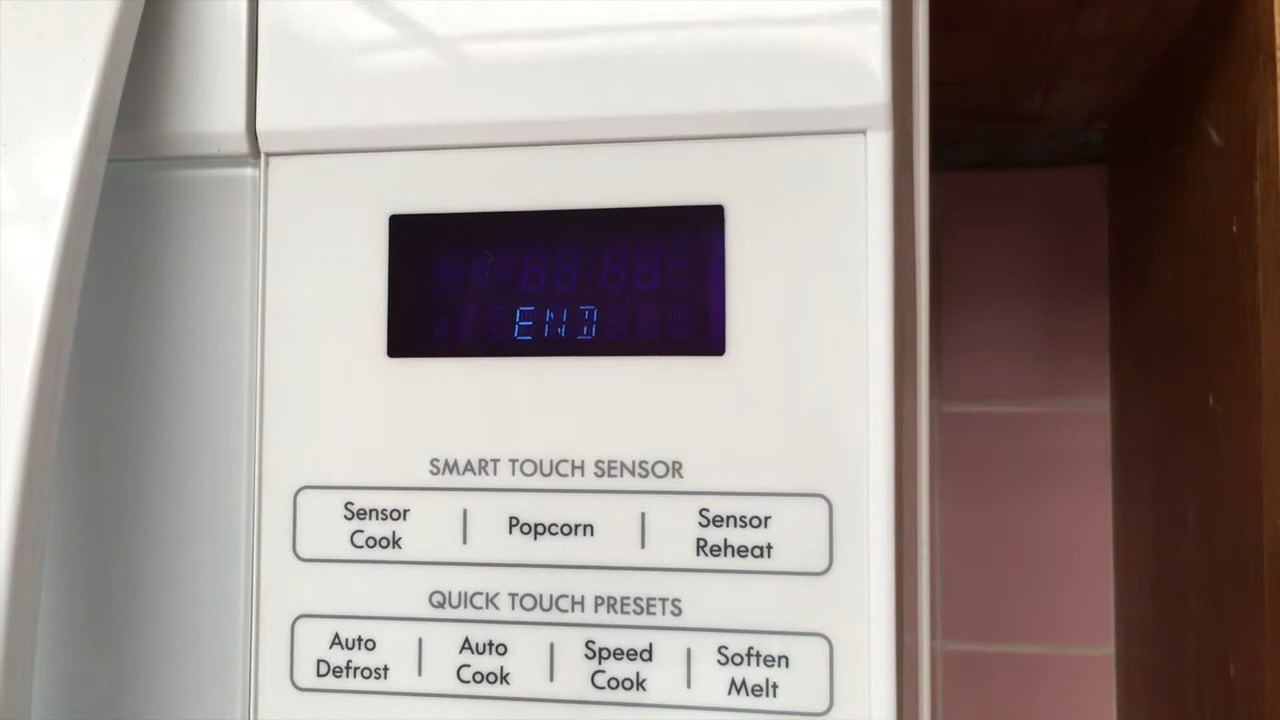 END
SMART TOUCH SENSOR
Sensor Cook | Popcorn | Sensor Reheat
QUICK TOUCH PRESETS
Auto Defrost | Auto Cook | Speed Cook | Soften Melt